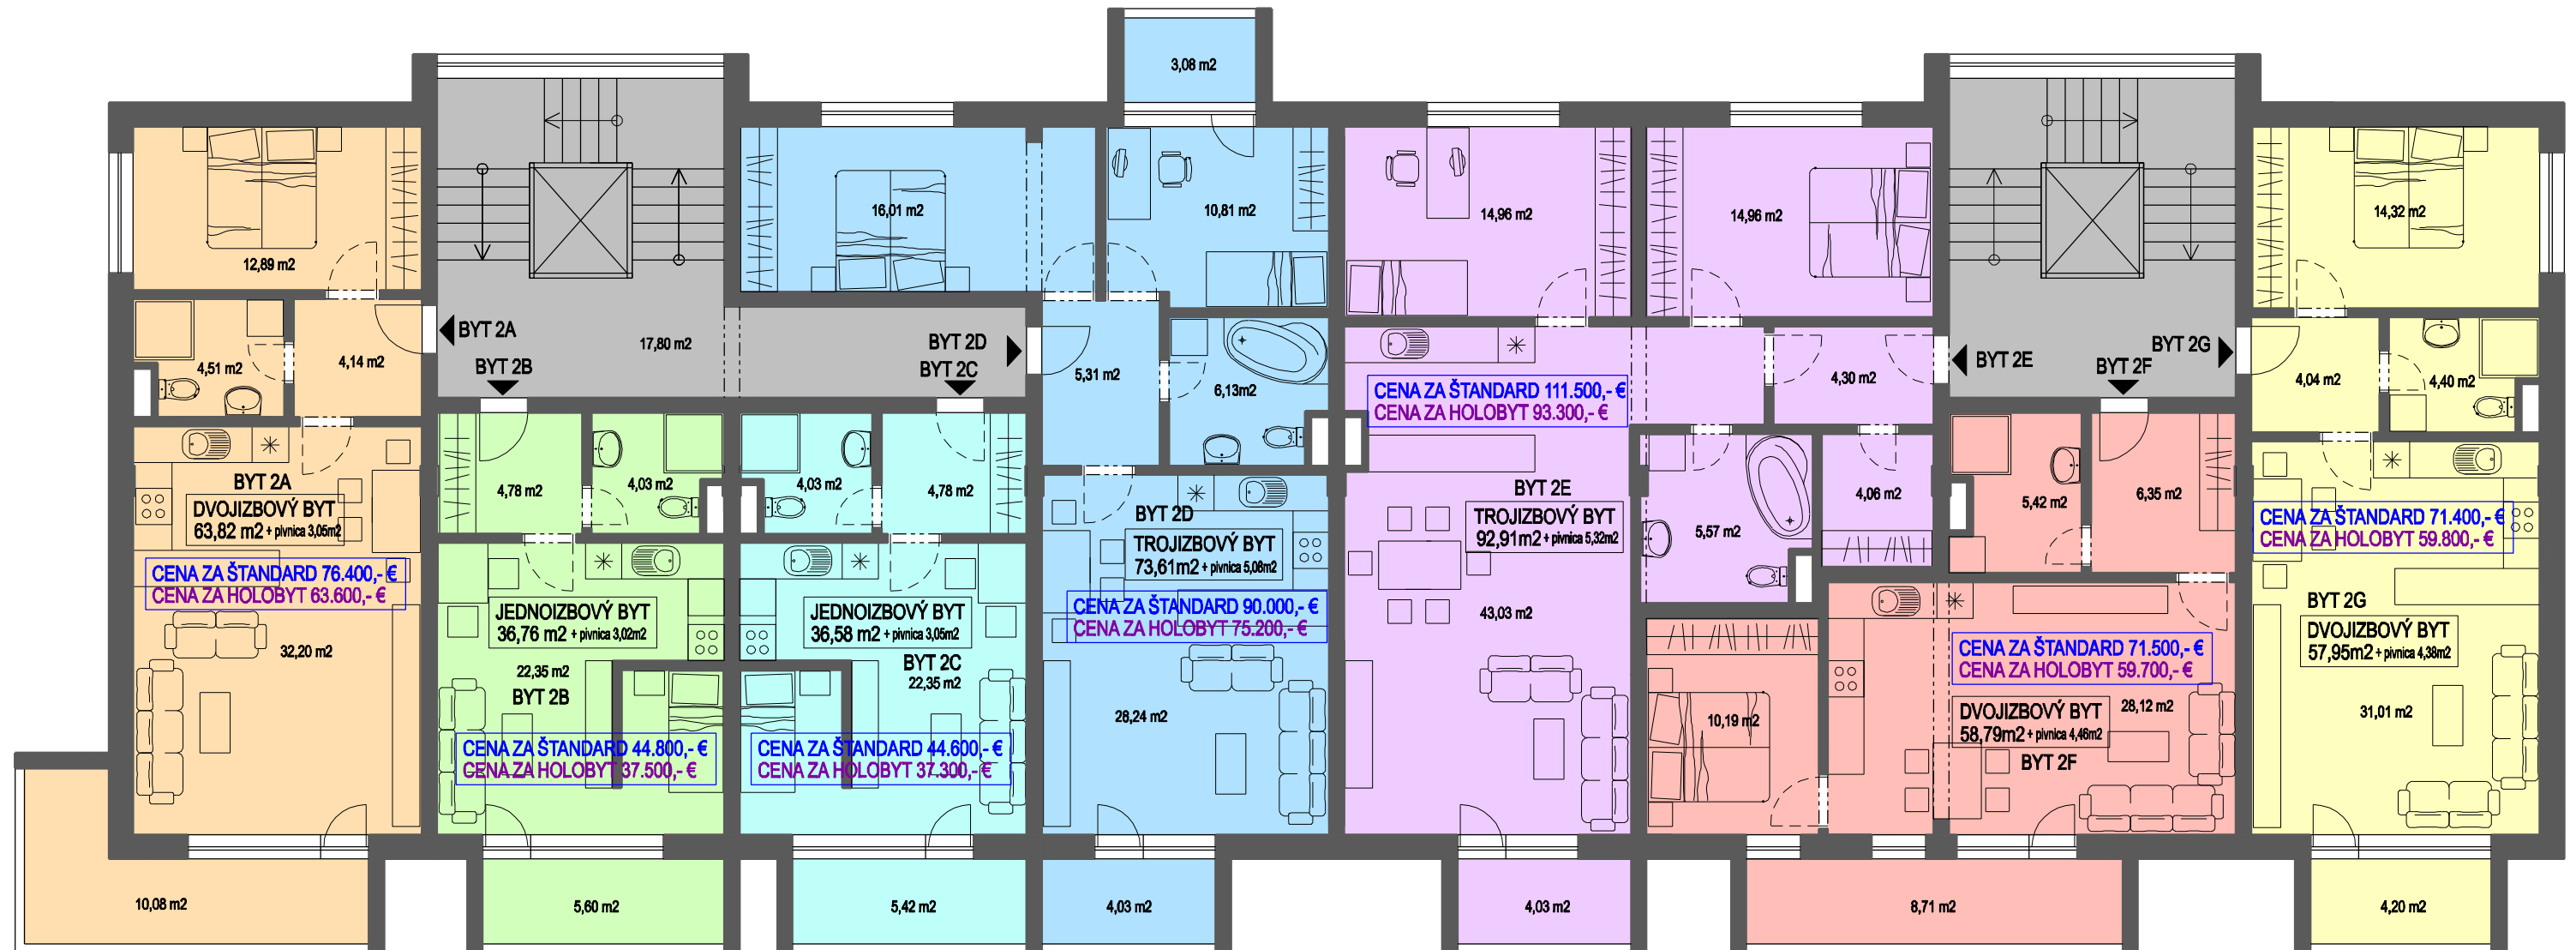 3,08 m2
12,89 m2
4,51 m2
4,14 m2
BYT 2A
BYT 2A
DVOJIZBOVÝ BYT
63,82 m2 + pivnica 3,05m2
CENA ZA ŠTANDARD 76.400,- €
CENA ZA HOLOBYT 63.600,- €
32,20 m2
10,08 m2
17,80 m2
BYT 2B
BYT 2D
BYT 2C
4,78 m2
4,03 m2
JEDNOIZBOVÝ BYT
36,76 m2 + pivnica 3,02m2
22,35 m2
BYT 2B
CENA ZA ŠTANDARD 44.800,- €
CENA ZA HOLOBYT 37.500,- €
5,60 m2
4,03 m2
4,78 m2
JEDNOIZBOVÝ BYT
36,58 m2 + pivnica 3,05m2
BYT 2C
22,35 m2
CENA ZA ŠTANDARD 44.600,- €
CENA ZA HOLOBYT 37.300,- €
5,42 m2
16,01 m2
10,81 m2
5,31 m2
6,13m2
BYT 2D
TROJIZBOVÝ BYT
73,61m2 + pivnica 5,08m2
CENA ZA ŠTANDARD 90.000,- €
CENA ZA HOLOBYT 75.200,- €
28,24 m2
4,03 m2
14,96 m2
14,96 m2
CENA ZA ŠTANDARD 111.500,- €
CENA ZA HOLOBYT 93.300,- €
4,30 m2
BYT 2E
TROJIZBOVÝ BYT
92,91m2 + pivnica 5,32m2
5,57 m2
4,06 m2
43,03 m2
4,03 m2
BYT 2E
BYT 2F
BYT 2G
5,42 m2
6,35 m2
CENA ZA ŠTANDARD 71.500,- €
CENA ZA HOLOBYT 59.700,- €
10,19 m2
DVOJIZBOVÝ BYT
58,79m2 + pivnica 4,46m2
28,12 m2
BYT 2F
8,71 m2
14,32 m2
4,04 m2
4,40 m2
CENA ZA ŠTANDARD 71.400,- €
CENA ZA HOLOBYT 59.800,- €
BYT 2G
DVOJIZBOVÝ BYT
57,95m2 + pivnica 4,38m2
31,01 m2
4,20 m2